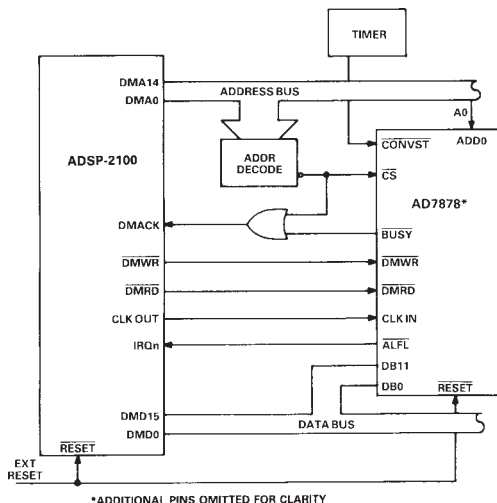 TIMER
DMA14
DMA0
ADDRESS BUS
A0
ADD0
ADSP-2100
ADDR
DECODE
CONVST
CS
AD7878*
DMACK
BUSY
DMWR
DMWR
DMRD
DMRD
CLK OUT
CLK IN
IRQn
ALFL
DB11
DB0
RESET
DMD15
DMD0
DATA BUS
RESET
EXT
RESET
*ADDITIONAL PINS OMITTED FOR CLARITY